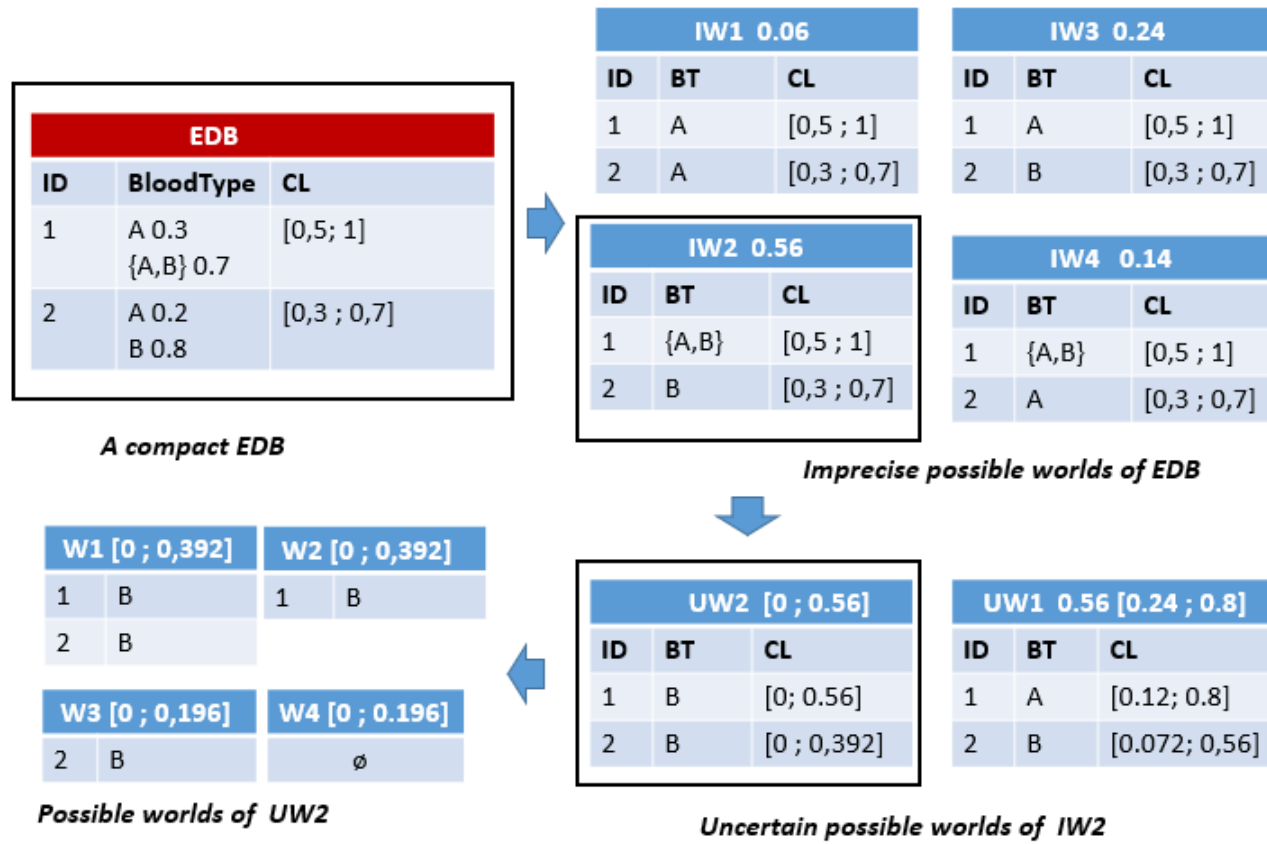 EDB
ID BloodType CL
1 A 0.3 [0,5; 1]
{A,B} 0.7
2 A 0.2 [0,3 ; 0,7]
B 0.8
A compact EDB
IW1 0.06
ID BT CL
1 A [0,5 ; 1]
2 A [0,3 ; 0,7]
IW3 0.24
ID BT CL
1 A [0,5 ; 1]
2 B [0,3 ; 0,7]
IW2 0.56
ID BT CL
1 {A,B} [0,5 ; 1]
2 B [0,3 ; 0,7]
IW4 0.14
ID BT CL
1 {A,B} [0,5 ; 1]
2 A [0,3 ; 0,7]
Imprecise possible worlds of EDB
W1 [0 ; 0,392]
1 B
2 B
W2 [0 ; 0,392]
1 B
W3 [0 ; 0,196]
2 B
W4 [0 ; 0.196]
ø
Possible worlds of UW2
UW2 [0 ; 0.56]
ID BT CL
1 B [0; 0.56]
2 B [0 ; 0,392]
UW1 0.56 [0.24 ; 0.8]
ID BT CL
1 A [0.12; 0.8]
2 B [0.072; 0,56]
Uncertain possible worlds of IW2